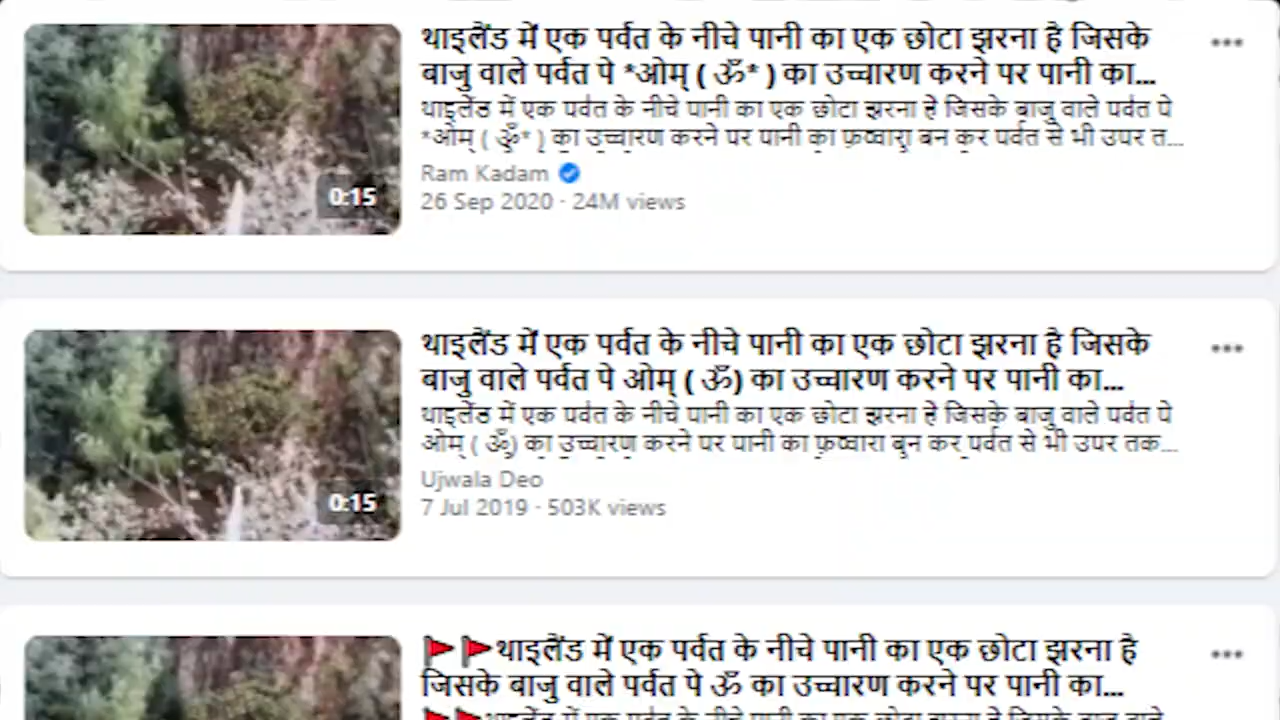 थाइलैंड में एक पर्वत के नीचे पानी का एक छोटा झरना है जिसके
बाजु वाले पर्वत पे *ओम् ( ॐ* ) का उच्चारण करने पर पानी का...
थाइलैंड में एक पर्वत के नीचे पानी का एक छोटा झरना है जिसके बाजु वाले पर्वत पे
*ओम् ( ॐ* ) का उच्चारण करने पर पानी का फ़व्वारा बन कर पर्वत से भी उपर त...
Ram Kadam
26 Sep 2020 · 24M views
0:15
थाइलैंड में एक पर्वत के नीचे पानी का एक छोटा झरना है जिसके
बाजु वाले पर्वत पे ओम् ( ॐ) का उच्चारण करने पर पानी का...
थाइलैंड में एक पर्वत के नीचे पानी का एक छोटा झरना है जिसके बाजु वाले पर्वत पे
ओम् ( ॐ) का उच्चारण करने पर पानी का फ़व्वारा बन कर पर्वत से भी उपर तक...
Ujwala Deo
7 Jul 2019 · 503K views
0:15
🚩🚩थाइलैंड में एक पर्वत के नीचे पानी का एक छोटा झरना है
जिसके बाजु वाले पर्वत पे ॐ का उच्चारण करने पर पानी का...